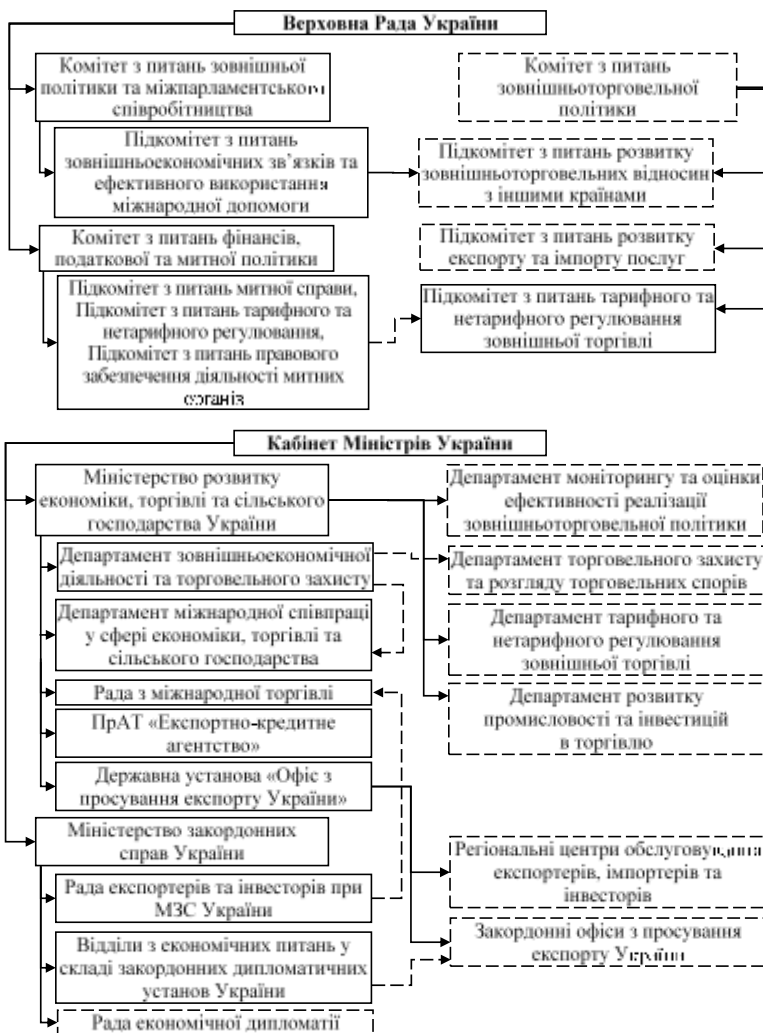 Верховна Рада України
Комітет з питань зовнішньої
політики та міжпарламентського
співробітництва
Комітет з питань
зовнішньоторговельної
політики
Підкомітет з питань
зовнішньоекономічних зв’язків та
ефективного використання
міжнародної допомоги
Підкомітет з питань розвитку
зовнішньоторговельних відносин
з іншими країнами
Комітет з питань фінансів,
податкової та митної політики
Підкомітет з питань розвитку
експорту та імпорту послуг
Підкомітет з питань митної справи,
Підкомітет з питань тарифного та
нетарифного регулювання,
Підкомітет з питань правового
забезпечення діяльності митних
органів
Підкомітет з питань тарифного та
нетарифного регулювання
зовнішньої торгівлі
Кабінет Міністрів України
Міністерство розвитку
економіки, торгівлі та сільського
господарства України
Департамент моніторингу та оцінки
ефективності реалізації
зовнішньоторговельної політики
Департамент зовнішньоекономічної
діяльності та торговельного захисту
Департамент торговельного захисту
та розгляду торговельних спорів
Департамент міжнародної співпраці
у сфері економіки, торгівлі та
сільського господарства
Департамент тарифного та
нетарифного регулювання
зовнішньої торгівлі
Рада з міжнародної торгівлі
Департамент розвитку
промисловості та інвестицій
в торгівлю
ПрАТ «Експортно-кредитне
агентство»
Державна установа «Офіс з
просування експорту України»
Міністерство закордонних
справ України
Регіональні центри обслуговування
експортерів, імпортерів та
інвесторів
Рада експортерів та інвесторів при
МЗС України
Закордонні офіси з просування
експорту України
Відділи з економічних питань у
складі закордонних дипломатичних
установ України
Рада економічної дипломатії